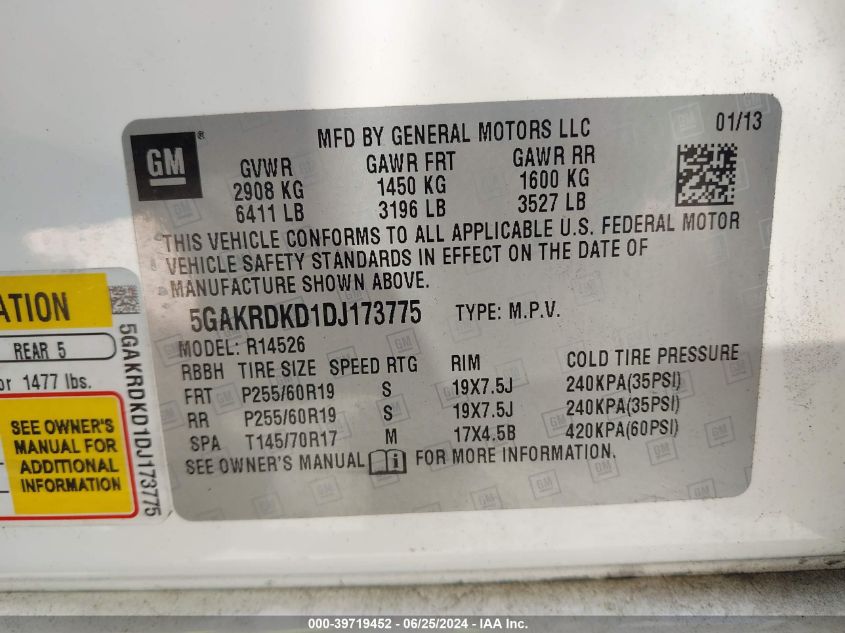 GM ®
MFD BY GENERAL MOTORS LLC 01/13
GVWR GAWR FRT GAWR RR
2908 KG 1450 KG 1600 KG
6411 LB 3196 LB 3527 LB
THIS VEHICLE CONFORMS TO ALL APPLICABLE U.S. FEDERAL MOTOR
VEHICLE SAFETY STANDARDS IN EFFECT ON THE DATE OF
MANUFACTURE SHOWN ABOVE.
5GAKRDKD1DJ173775 TYPE: M.P.V.
MODEL: R14526
RBBH TIRE SIZE SPEED RTG RIM COLD TIRE PRESSURE
FRT P255/60R19 S 19X7.5J 240KPA(35PSI)
RR P255/60R19 S 19X7.5J 240KPA(35PSI)
SPA T145/70R17 M 17X4.5B 420KPA(60PSI)
SEE OWNER'S MANUAL FOR MORE INFORMATION.
REAR 5
1477 lbs.
SEE OWNER'S
MANUAL FOR
ADDITIONAL
INFORMATION
5GAKRDKD1DJ173775
000-39719452 / 06/25/2024 - IAA Inc.